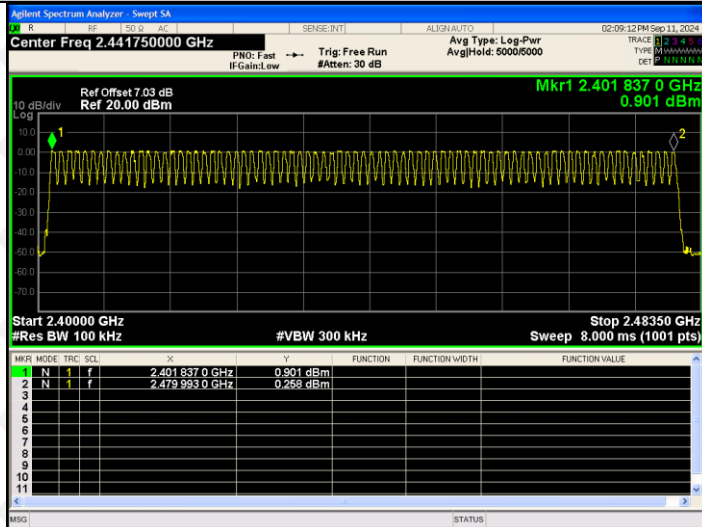 Agilent Spectrum Analyzer - Swept SA
R RF 50 Ω AC SENSE:INT ALIGNAUTO 02:09:12 PM Sep 11, 2024
Center Freq 2.441750000 GHz
PNO: Fast Trig: Free Run Avg Type: Log-Pwr TRACE 1 2 3 4 5 6
IFGain:Low #Atten: 30 dB Avg|Hold: 5000/5000 TYPE M
DET P N N N N N
Ref Offset 7.03 dB Mkr1 2.401 837 0 GHz
10 dB/div Ref 20.00 dBm 0.901 dBm
Log
10.0
0.00
-10.0
-20.0
-30.0
-40.0
-50.0
-60.0
-70.0
1
2
Start 2.40000 GHz Stop 2.48350 GHz
#Res BW 100 kHz #VBW 300 kHz Sweep 8.000 ms (1001 pts)
MKR MODE TRC SCL X Y FUNCTION FUNCTION WIDTH FUNCTION VALUE
1 N 1 f 2.401 837 0 GHz 0.901 dBm
2 N 1 f 2.479 993 0 GHz 0.258 dBm
3
4
5
6
7
8
9
10
11
MSG STATUS